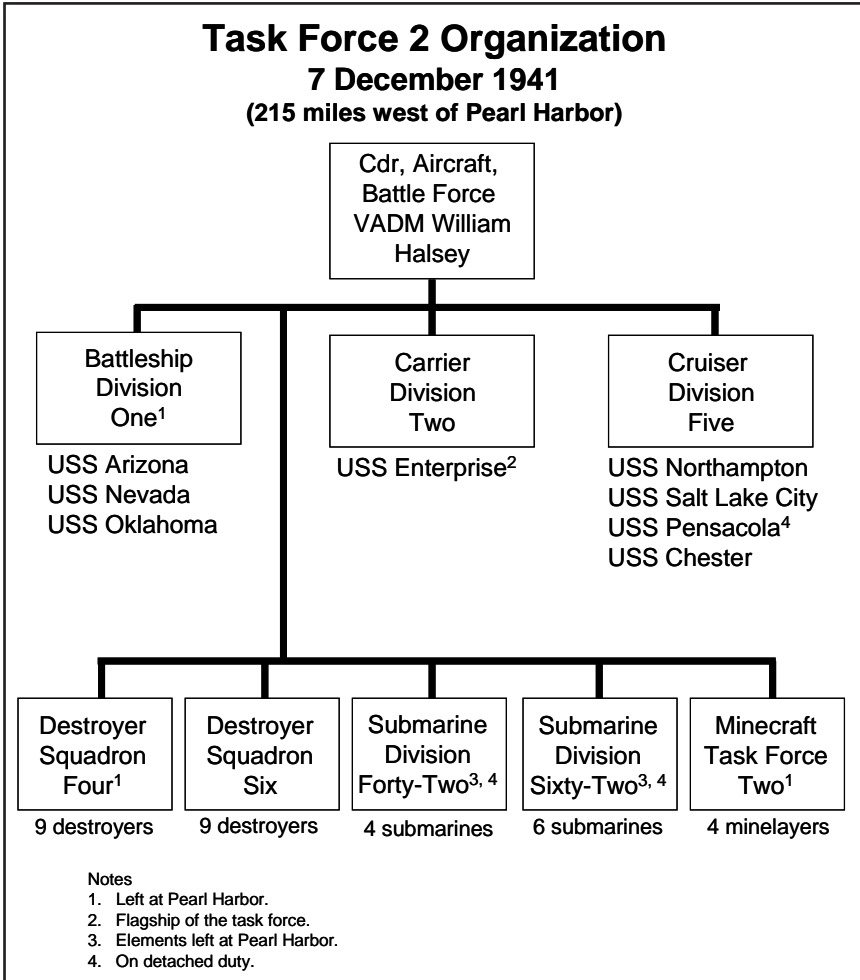 Task Force 2 Organization
7 December 1941
(215 miles west of Pearl Harbor)
Cdr, Aircraft,
Battle Force
VADM William
Halsey
Battleship
Division
One¹
USS Arizona
USS Nevada
USS Oklahoma
Carrier
Division
Two
USS Enterprise²
Cruiser
Division
Five
USS Northampton
USS Salt Lake City
USS Pensacola⁴
USS Chester
Destroyer
Squadron
Four¹
9 destroyers
Destroyer
Squadron
Six
9 destroyers
Submarine
Division
Forty-Two³, ⁴
4 submarines
Submarine
Division
Sixty-Two³, ⁴
6 submarines
Minecraft
Task Force
Two¹
4 minelayers
Notes
1. Left at Pearl Harbor.
2. Flagship of the task force.
3. Elements left at Pearl Harbor.
4. On detached duty.